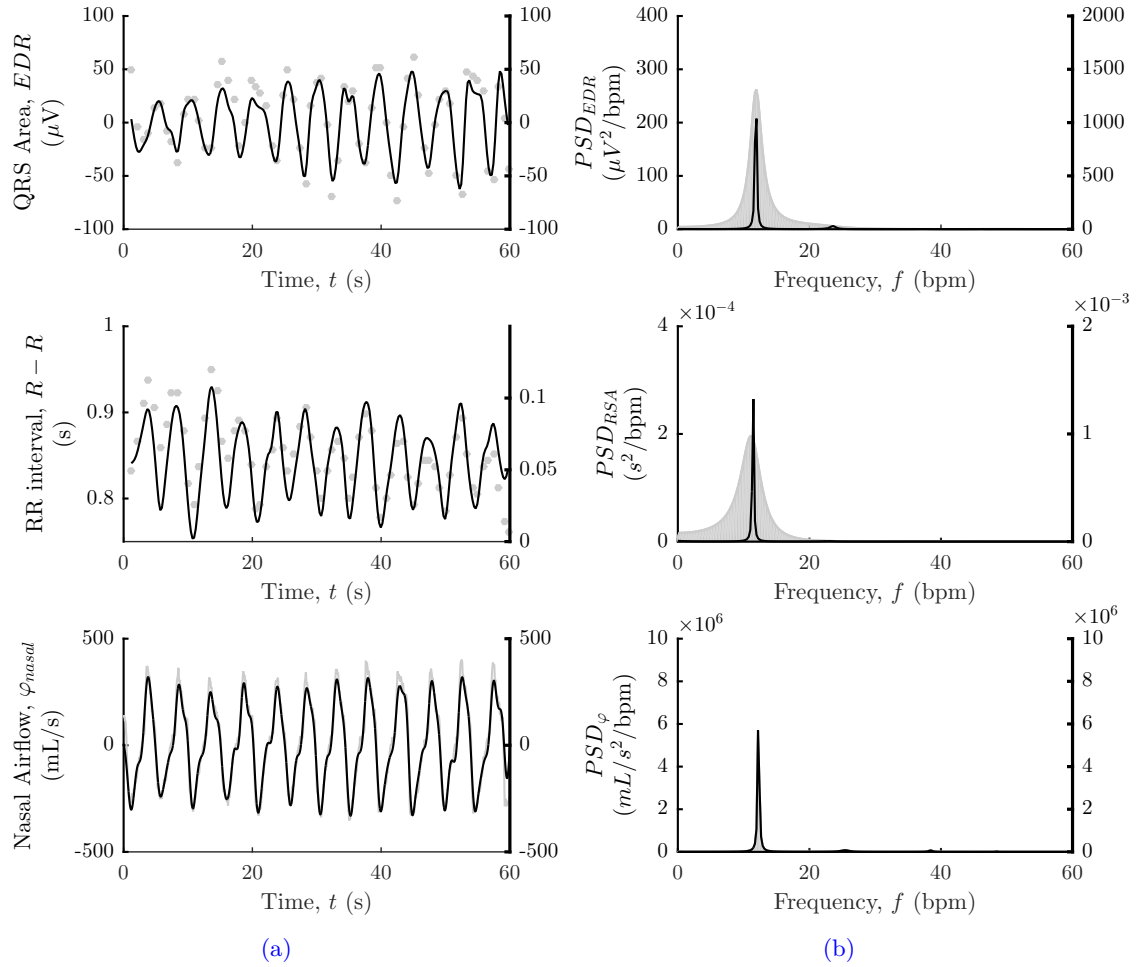 100
50
0
-50
-100
QRS Area, EDR
(μV)
100
50
0
-50
-100
0 20 40 60
Time, t (s)
400
300
200
100
0
PSD_EDR
(μV²/bpm)
2000
1500
1000
500
0
0 20 40 60
Frequency, f (bpm)
1
0.9
0.8
RR interval, R − R
(s)
0.1
0.05
0
0 20 40 60
Time, t (s)
×10⁻⁴
4
2
0
PSD_RSA
(s²/bpm)
×10⁻³
2
1
0
0 20 40 60
Frequency, f (bpm)
500
0
-500
Nasal Airflow, φ_nasal
(mL/s)
500
0
-500
0 20 40 60
Time, t (s)
×10⁶
10
8
6
4
2
0
PSD_φ
(mL/s²/bpm)
×10⁶
10
8
6
4
2
0
0 20 40 60
Frequency, f (bpm)
(a)
(b)